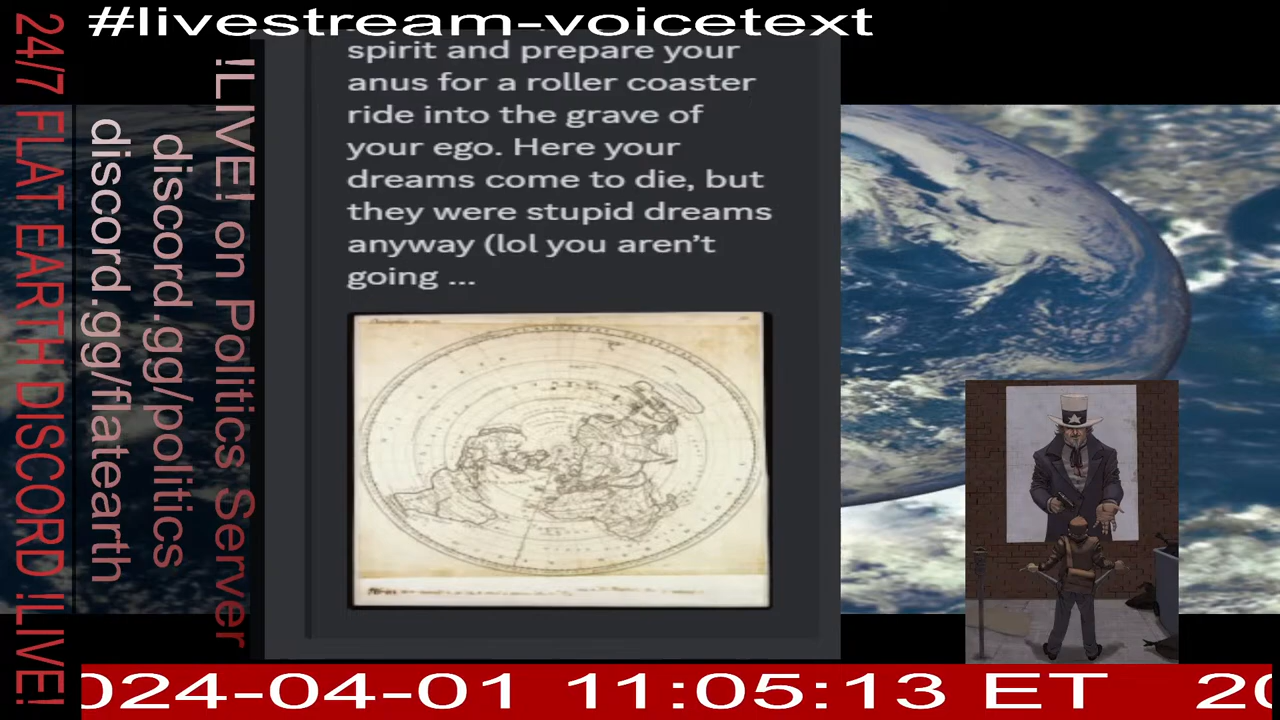 #livestream-voicetext
24/7 FLAT EARTH DISCORD !LIVE!
discord.gg/flatearth
discord.gg/politics
!LIVE! on Politics Server
spirit and prepare your
anus for a roller coaster
ride into the grave of
your ego. Here your
dreams come to die, but
they were stupid dreams
anyway (lol you aren’t
going ...
024-04-01 11:05:13 ET 20